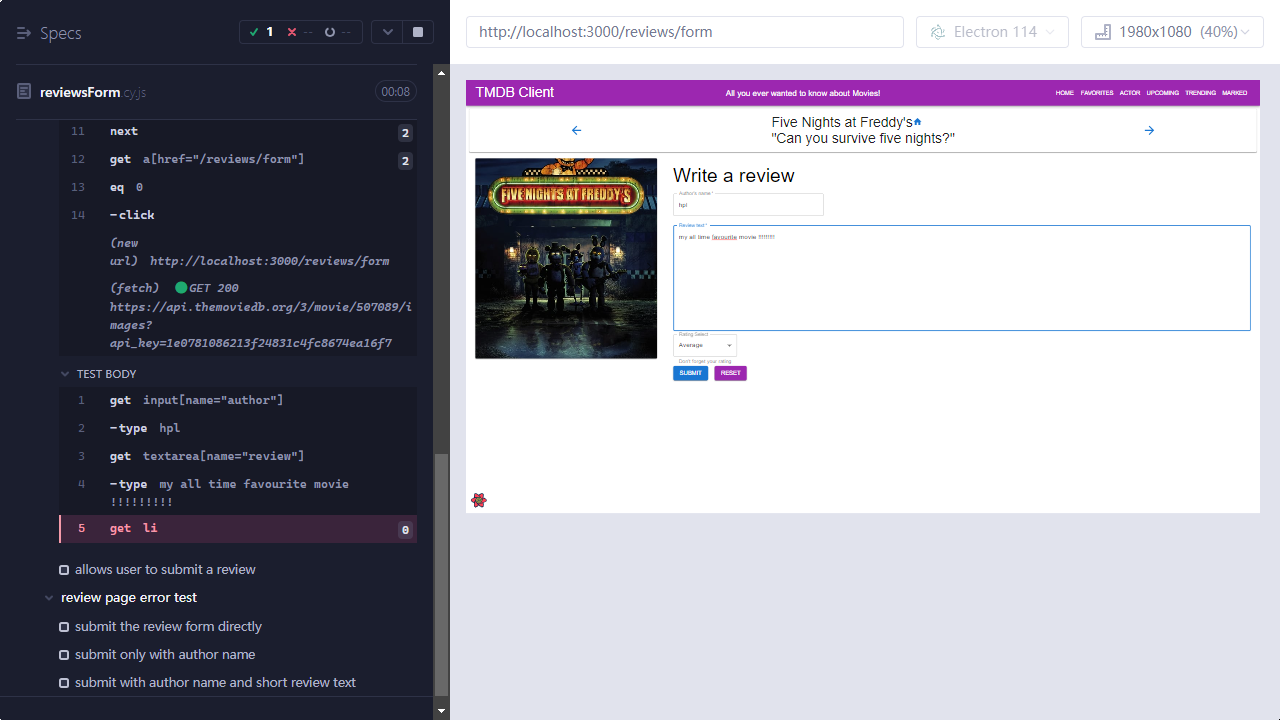 Specs
1
--
--
reviewsForm.cy.js
00:08
11 next 2
12 get a[href="/reviews/form"] 2
13 eq 0
14 -click
(new url) http://localhost:3000/reviews/form
(fetch) GET 200
https://api.themoviedb.org/3/movie/507089/i
mages?
api_key=1e0781086213f24831c4fc8674ea16f7
TEST BODY
1 get input[name="author"]
2 -type hpl
3 get textarea[name="review"]
4 -type my all time favourite movie
!!!!!!!!!
5 get li 0
allows user to submit a review
review page error test
submit the review form directly
submit only with author name
submit with author name and short review text
http://localhost:3000/reviews/form
Electron 114
1980x1080 (40%)
TMDB Client
All you ever wanted to know about Movies!
HOME FAVORITES ACTOR UPCOMING TRENDING MARKED
Five Nights at Freddy's
"Can you survive five nights?"
FIVE NIGHTS AT FREDDY'S
Write a review
Author's name *
hpl
Review text *
my all time favourite movie !!!!!!!!!
Rating Select
Average
Don't forget your rating
SUBMIT RESET